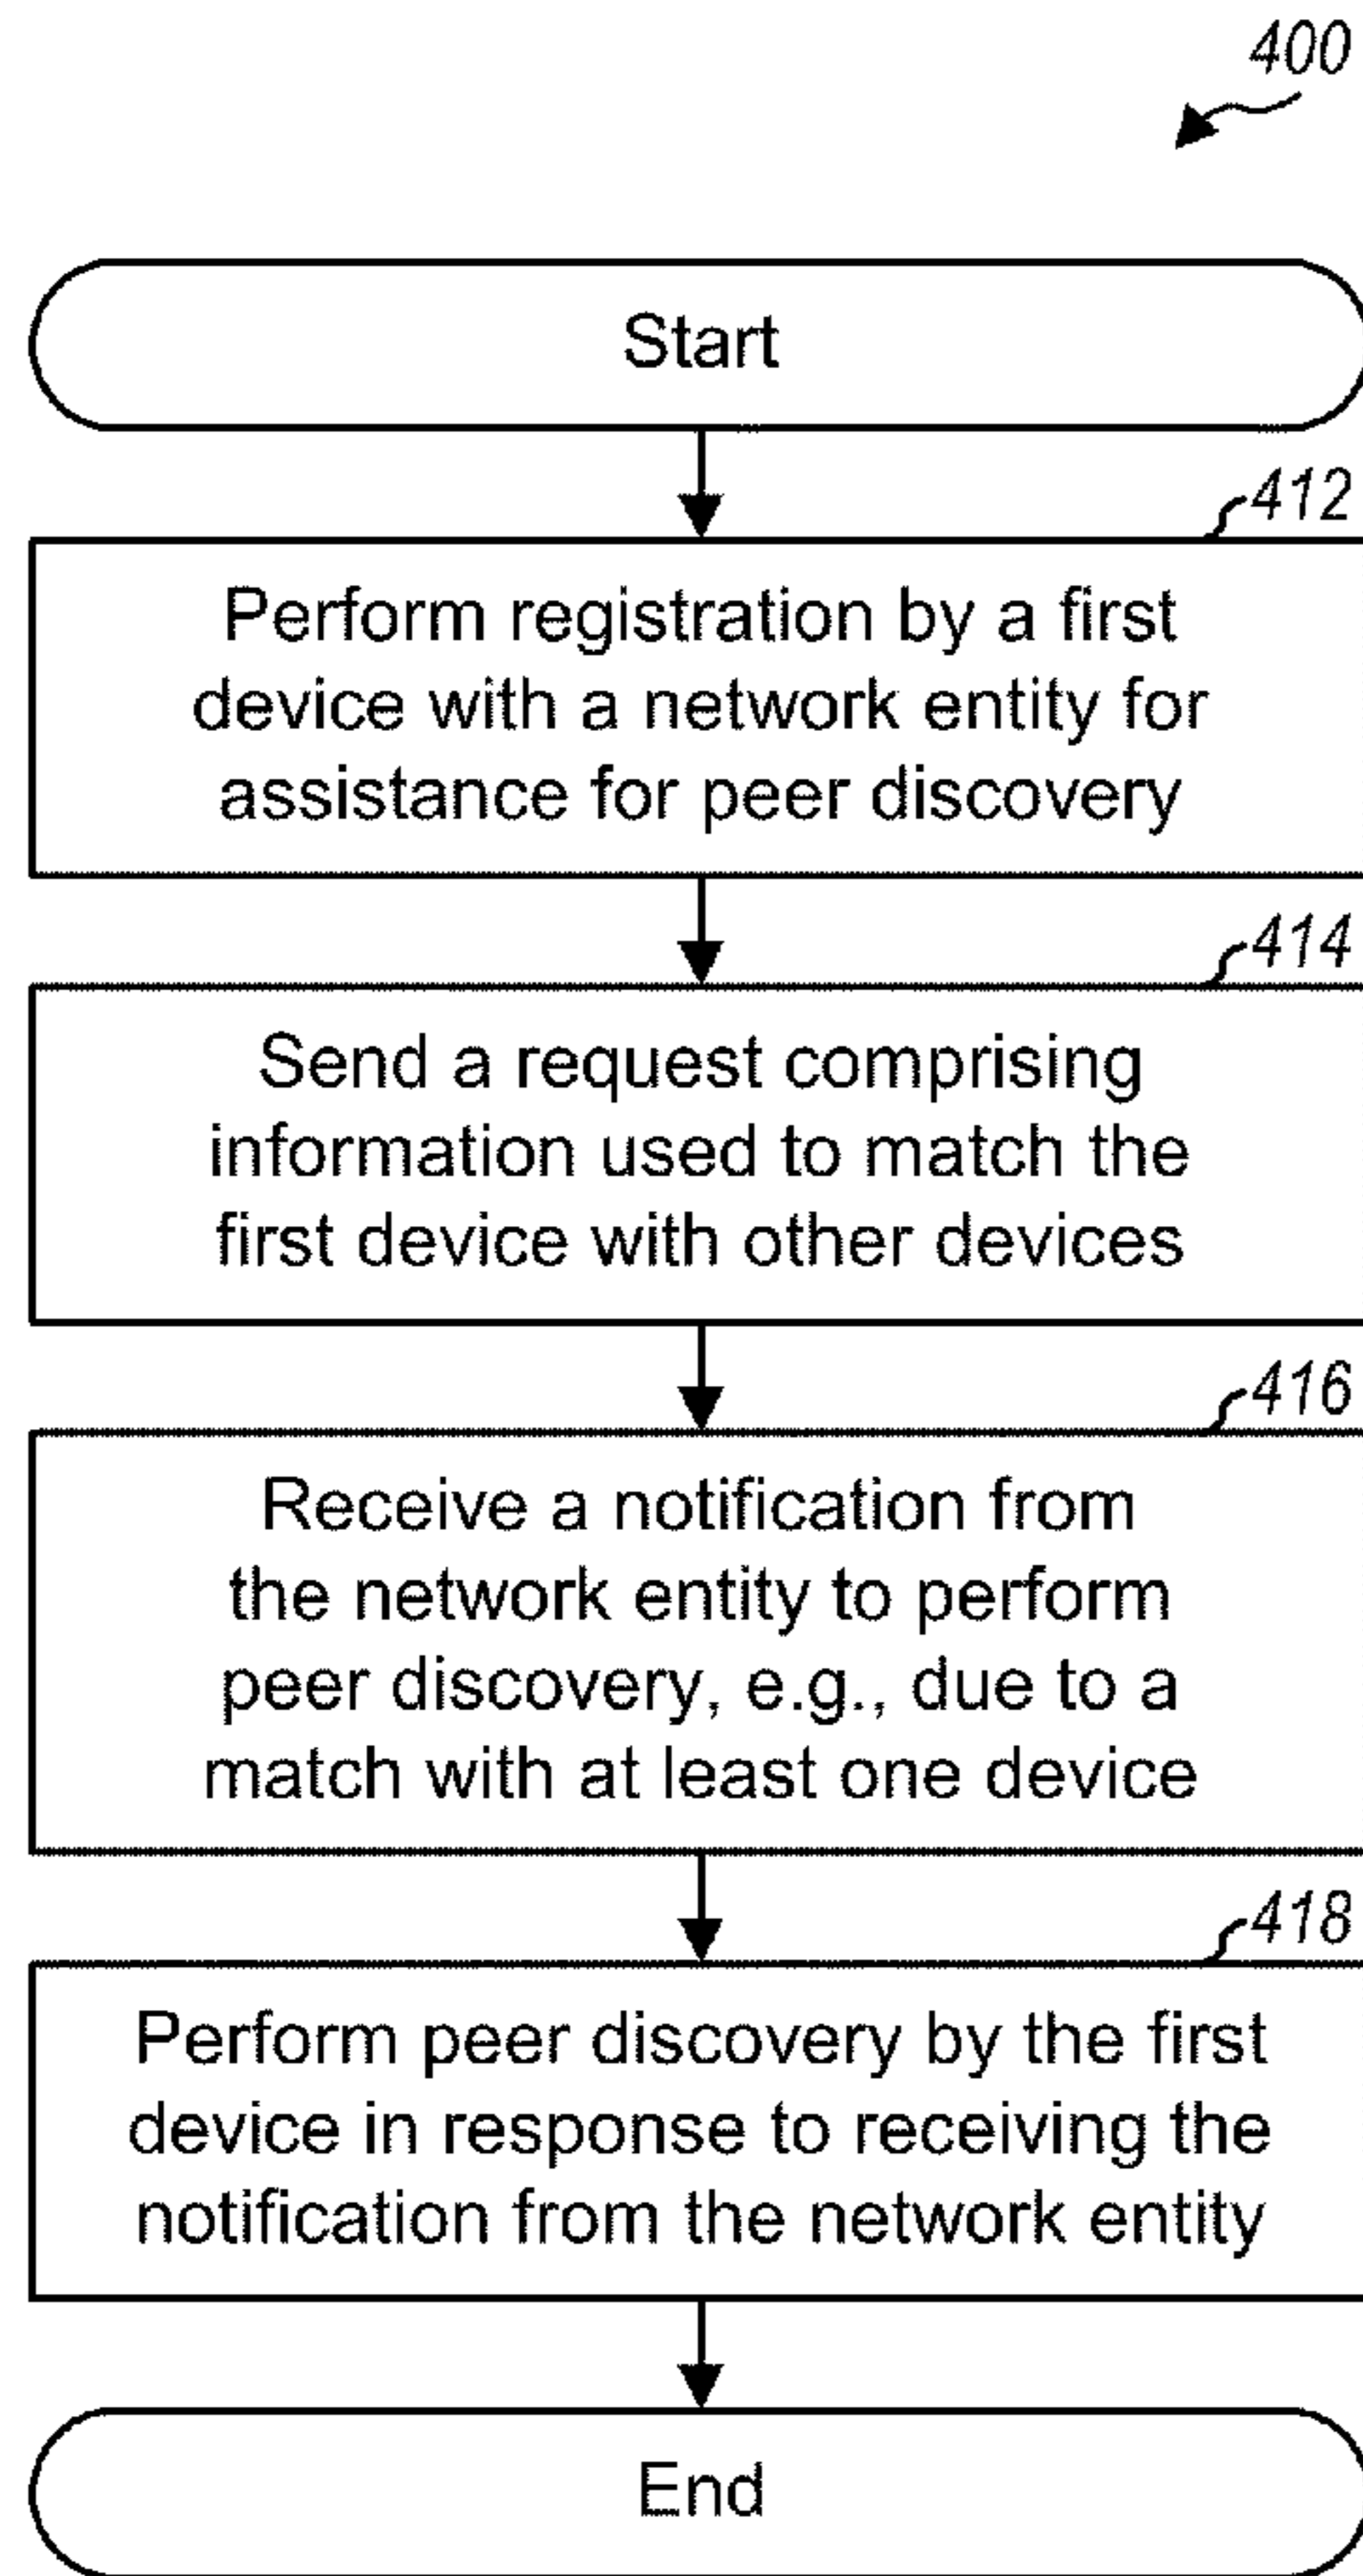 400
Start
412
Perform registration by a first
device with a network entity for
assistance for peer discovery
414
Send a request comprising
information used to match the
first device with other devices
416
Receive a notification from
the network entity to perform
peer discovery, e.g., due to a
match with at least one device
418
Perform peer discovery by the first
device in response to receiving the
notification from the network entity
End